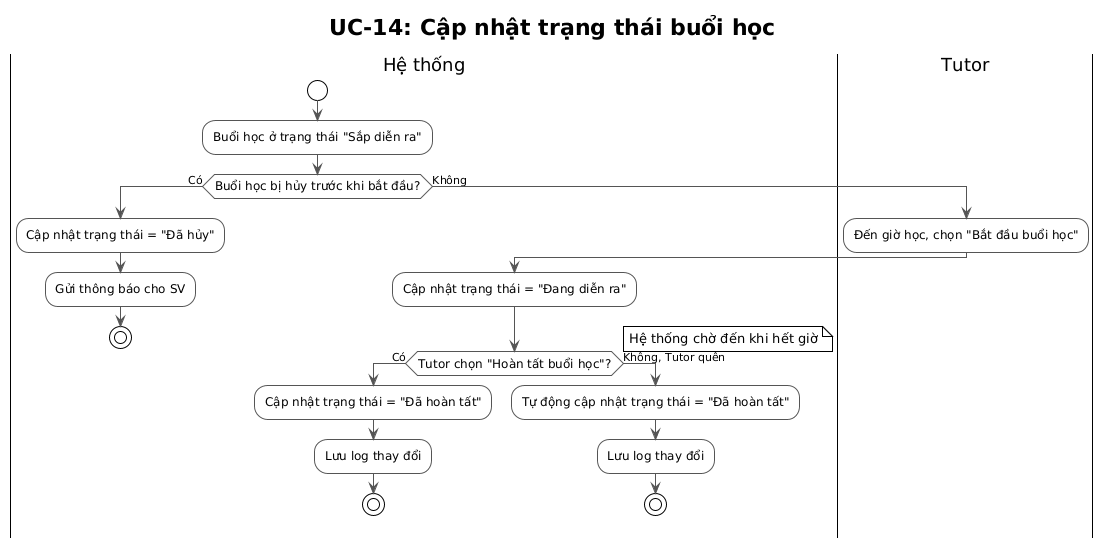 UC-14: Cập nhật trạng thái buổi học
Hệ thống
Tutor
Buổi học ở trạng thái "Sắp diễn ra"
Buổi học bị hủy trước khi bắt đầu?
Có
Không
Cập nhật trạng thái = "Đã hủy"
Gửi thông báo cho SV
Đến giờ học, chọn "Bắt đầu buổi học"
Cập nhật trạng thái = "Đang diễn ra"
Hệ thống chờ đến khi hết giờ
Tutor chọn "Hoàn tất buổi học"?
Có
Không, Tutor quên
Cập nhật trạng thái = "Đã hoàn tất"
Lưu log thay đổi
Tự động cập nhật trạng thái = "Đã hoàn tất"
Lưu log thay đổi